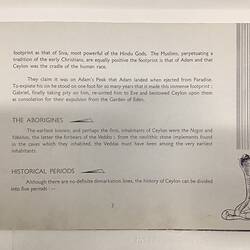 footprint as that of Siva, most powerful of the Hindu Gods. The Muslims, perpetuating a
tradition of the early Christians, are equally positive the footprint is that of Adam and that
Ceylon was the cradle of the human race.
They claim it was on Adam's Peak that Adam landed when ejected from Paradise.
To expiate his sin he stood on one foot for so many years that it made this immense footprint ;
Gabriel, finally taking pity on him, re-united him to Eve and bestowed Ceylon upon them
as consolation for their expulsion from the Garden of Eden.
THE ABORIGINES
The earliest known, and perhaps the first, inhabitants of Ceylon were the Nagas and
Yakshas, the latter the forbears of the Veddas ; from the neolithic stone implements found
in the caves which they inhabited, the Veddas must have been among the very earliest
inhabitants.
HISTORICAL PERIODS
Although there are no definite demarkation lines, the history of Ceylon can be divided
into five periods :—